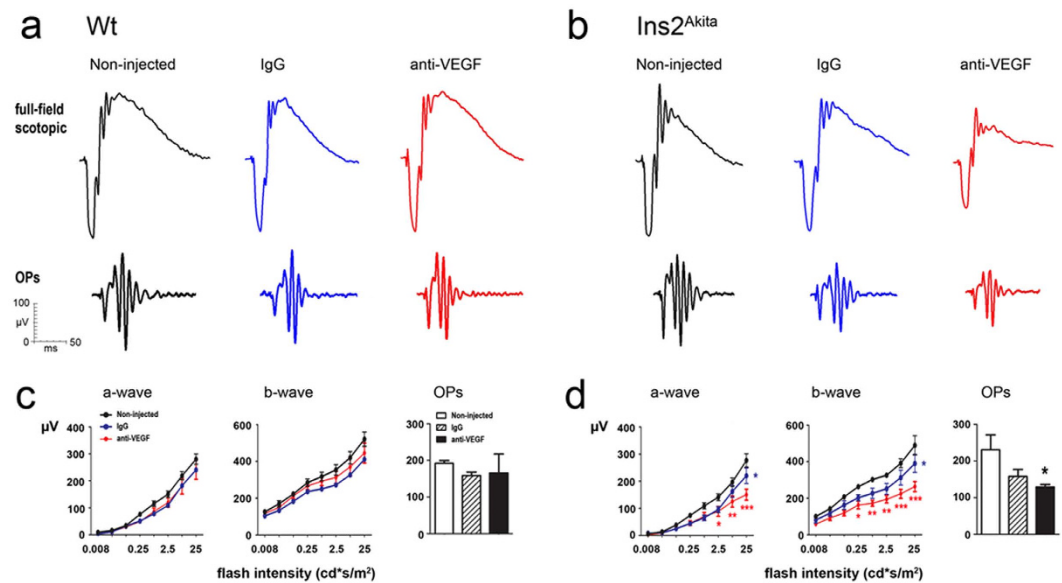 a Wt
Non-injected IgG anti-VEGF
full-field
scotopic
OPs
100
µV
0
ms 50
b Ins2Akita
Non-injected IgG anti-VEGF
c a-wave b-wave OPs
µV
Non-injected
IgG
anti-VEGF
400
300
200
100
0
0.008 0.25 2.5 25
600
400
200
0
0.008 0.25 2.5 25
Non-injected
IgG
anti-VEGF
300
200
100
0
flash intensity (cd*s/m²)
d a-wave b-wave OPs
µV
400
300
200
100
0
* ** ***
*
0.008 0.25 2.5 25
600
400
200
0
* ** ** *** ***
*
0.008 0.25 2.5 25
300
200
100
0
*
flash intensity (cd*s/m²)